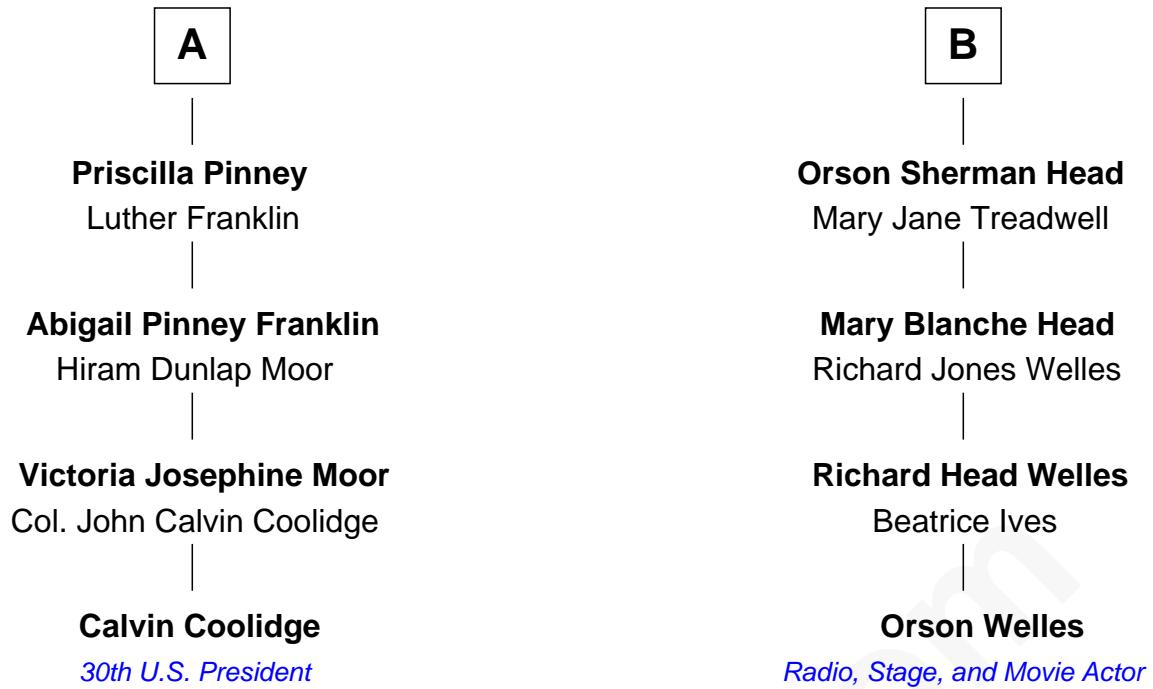 A
Priscilla Pinney
Luther Franklin
Abigail Pinney Franklin
Hiram Dunlap Moor
Victoria Josephine Moor
Col. John Calvin Coolidge
Calvin Coolidge
30th U.S. President
B
Orson Sherman Head
Mary Jane Treadwell
Mary Blanche Head
Richard Jones Welles
Richard Head Welles
Beatrice Ives
Orson Welles
Radio, Stage, and Movie Actor